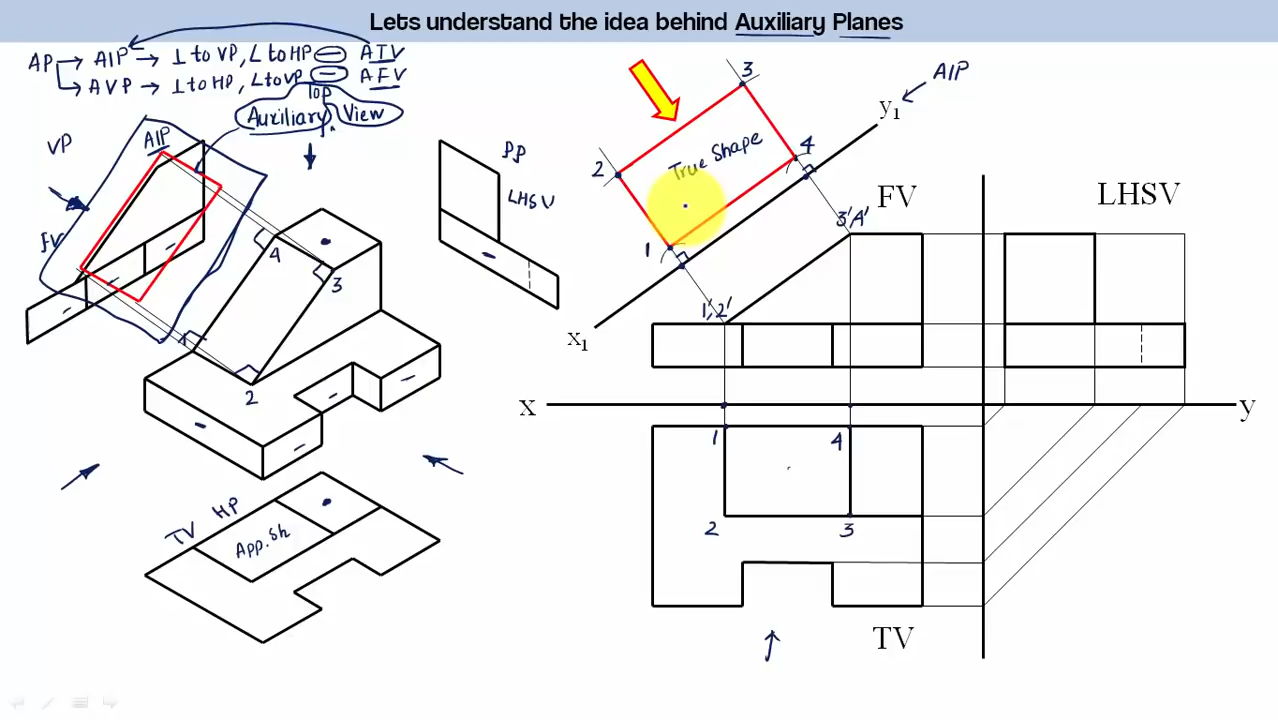 Lets understand the idea behind Auxiliary Planes
AP → AIP → ⊥ to VP, ∠ to HP ATV
→ AVP → ⊥ to HP, ∠ to VP AFV
Top
Auxiliary View
VP
AIP
FV
A
3
1
2
PP
LHSV
TV HP
App.Sh
AIP
y₁
3
2
True Shape
4
1
FV
LHSV
3'A'
1', 2'
x₁
x
y
1
4
2
3
TV